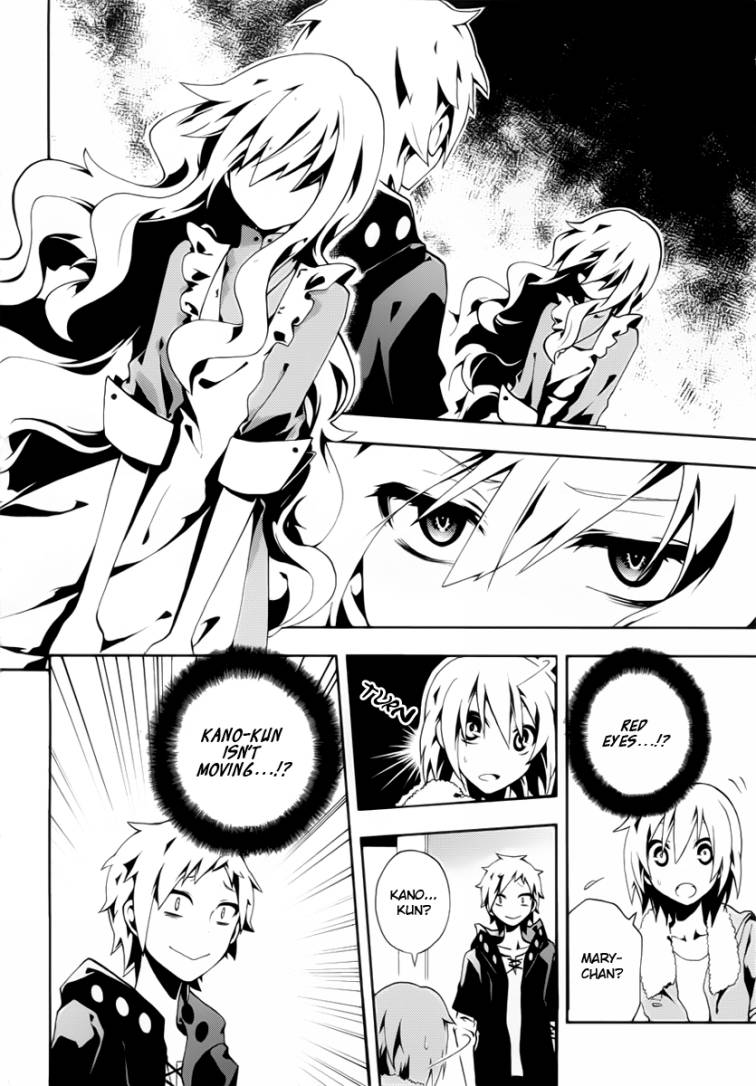 RED
EYES...!?
MARY-
CHAN?
TURN
KANO...
KUN?
KANO-KUN
ISN'T
MOVING...!?